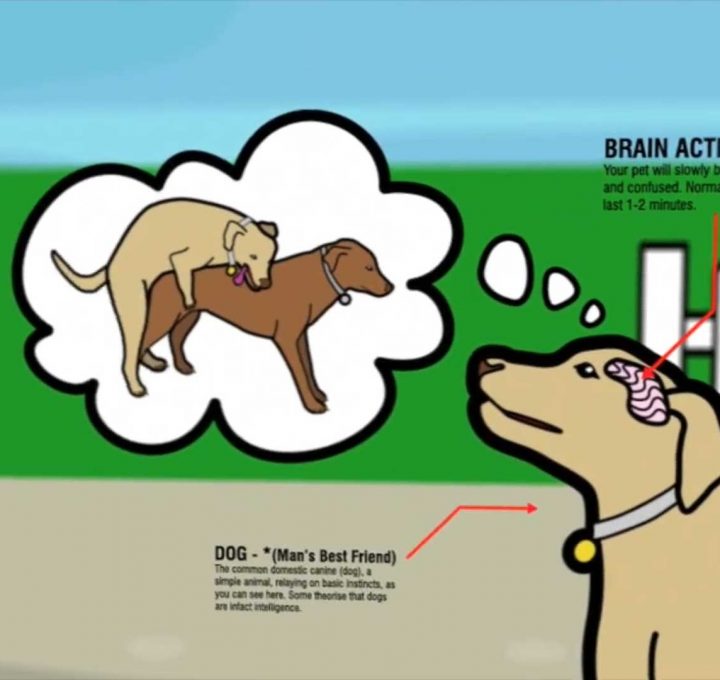 BRAIN ACTI
Your pet will slowly b
and confused. Norma
last 1-2 minutes.
H
DOG - *(Man's Best Friend)
The common domestic canine (dog), a
simple animal, relaying on basic instincts, as
you can see here. Some theorise that dogs
are infact intelligence.